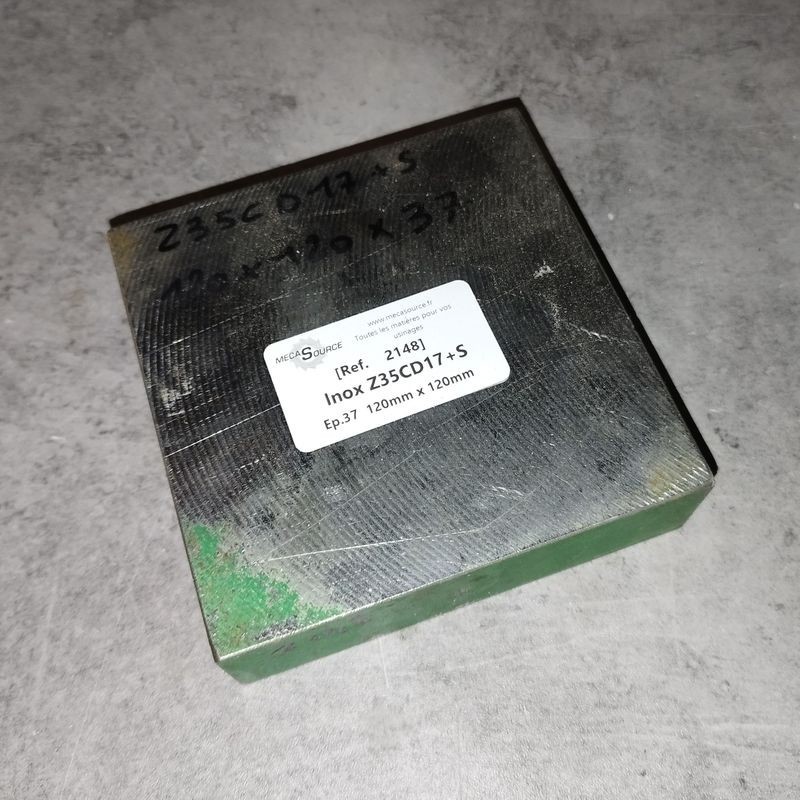 Z35CD17+S
120x120x37
MECASOURCE
www.mecasource.fr
Toutes les matières pour vos
usinages
[Ref. 2148]
Inox Z35CD17+S
Ep.37 120mm x 120mm